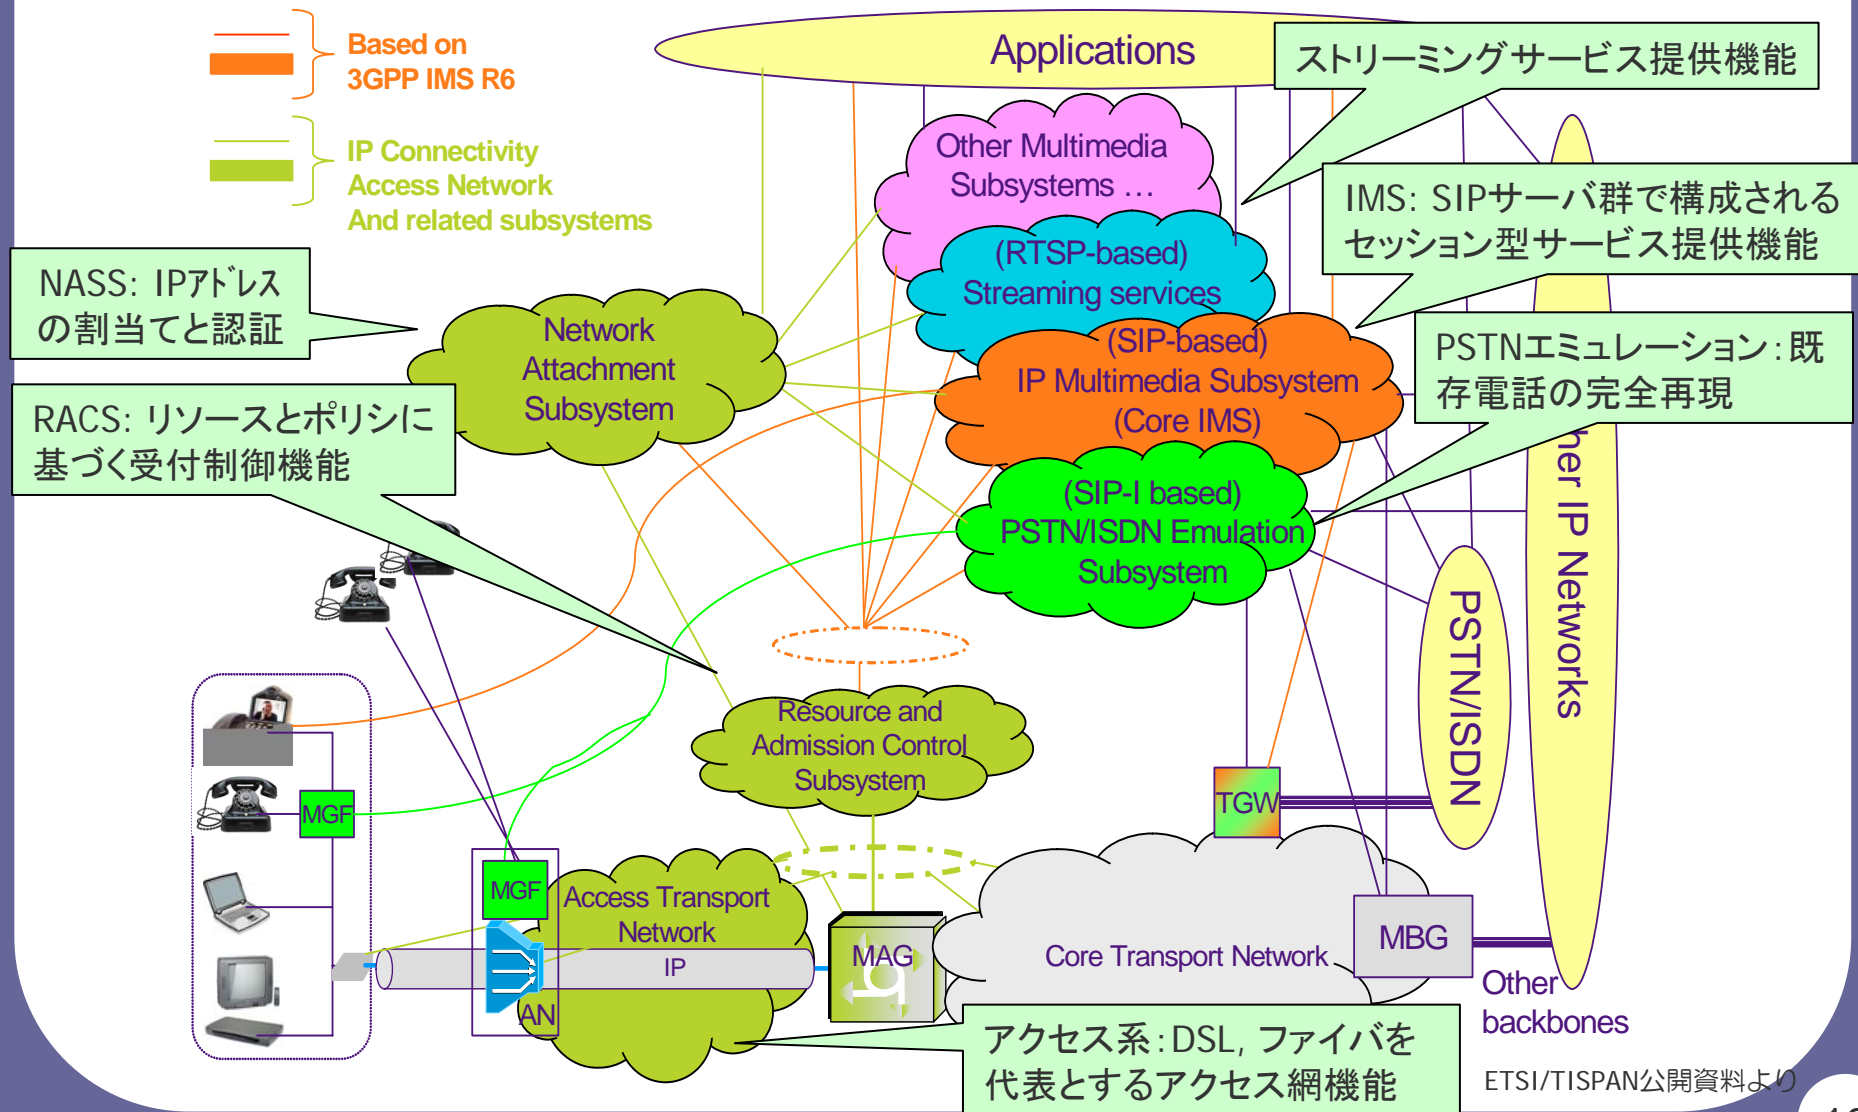 Based on
3GPP IMS R6
IP Connectivity
Access Network
And related subsystems
Applications
ストリーミングサービス提供機能
Other Multimedia
Subsystems …
IMS: SIPサーバ群で構成される
セッション型サービス提供機能
(RTSP-based)
Streaming services
NASS: IPアドレス
の割当てと認証
Network
Attachment
Subsystem
(SIP-based)
IP Multimedia Subsystem
(Core IMS)
PSTNエミュレーション:既
存電話の完全再現
RACS: リソースとポリシに
基づく受付制御機能
(SIP-I based)
PSTN/ISDN Emulation
Subsystem
her IP Networks
PSTN/ISDN
Resource and
Admission Control
Subsystem
TGW
MGF
MGF
Access Transport
Network
IP
AN
MAG
Core Transport Network
MBG
Other
backbones
アクセス系:DSL, ファイバを
代表とするアクセス網機能
ETSI/TISPAN公開資料より